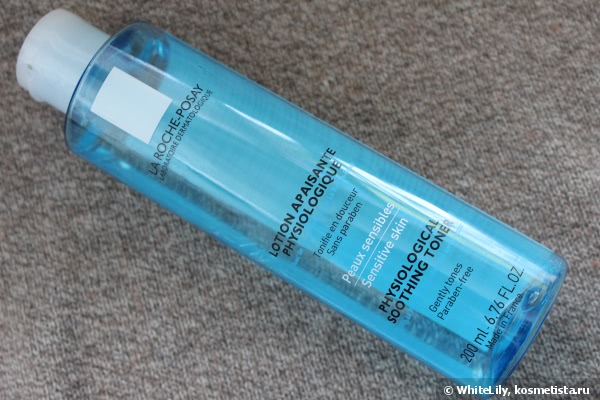 LA ROCHE-POSAY
LABORATOIRE DERMATOLOGIQUE
LOTION APAISANTE
PHYSIOLOGIQUE
Tonifie en douceur
Sans paraben
Peaux sensibles
Sensitive skin
PHYSIOLOGICAL
SOOTHING TONER
Gently tones
Paraben-free
200 ml - 6.76 FL.OZ.
Made in France
© WhiteLily, kosmetista.ru